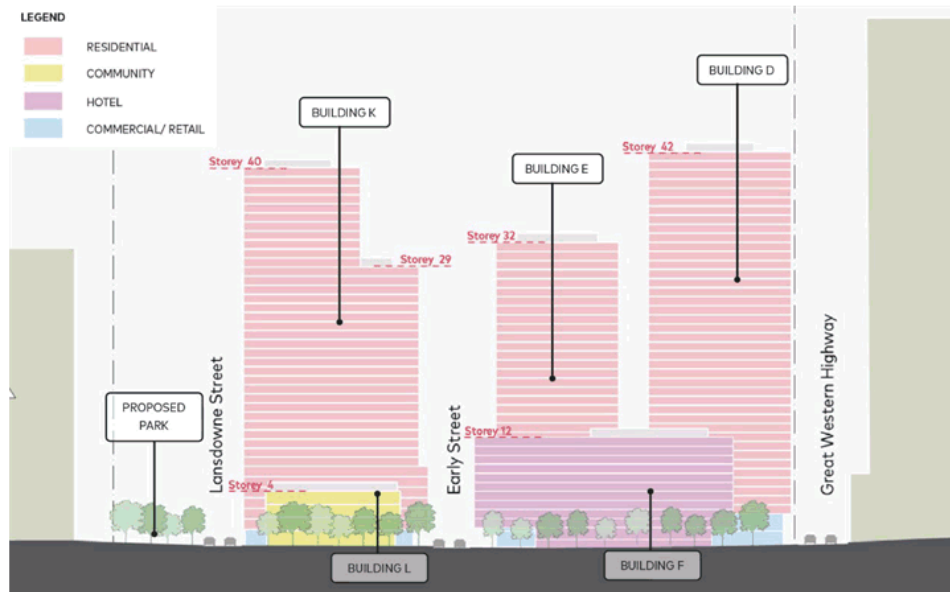 LEGEND
RESIDENTIAL
COMMUNITY
HOTEL
COMMERCIAL/ RETAIL
BUILDING D
BUILDING K
BUILDING E
Storey 40
Storey 42
Storey 32
Storey 29
Lansdowne Street
Early Street
Great Western Highway
PROPOSED
PARK
Storey 12
Storey 4
BUILDING L
BUILDING F